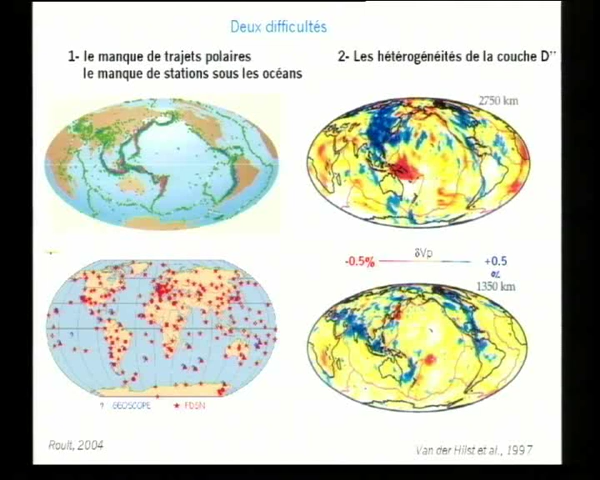 Deux difficultés
1- le manque de trajets polaires
le manque de stations sous les océans
2- Les hétérogénéités de la couche D''
2750 km
-0.5%
δVp
+0.5
%
1350 km
GEOSCOPE
FDSN
Roult, 2004
Van der Hilst et al., 1997